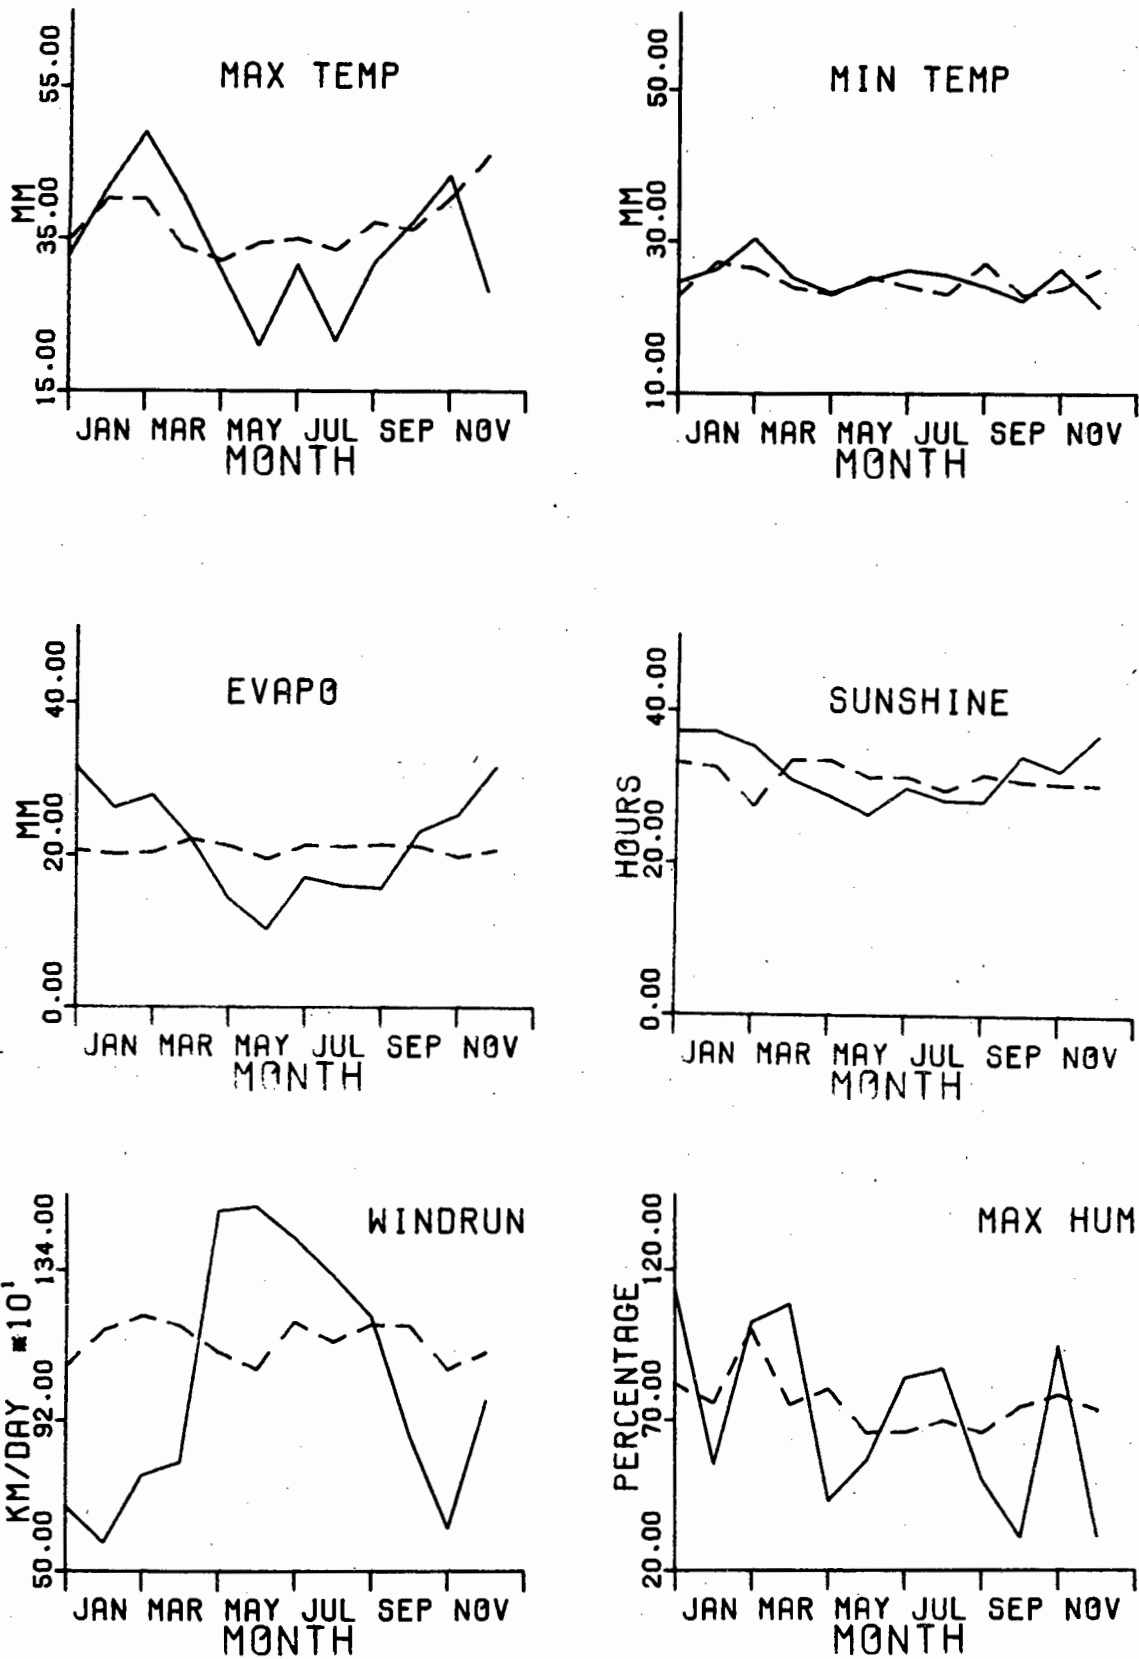 MAX TEMP
55.00
35.00
15.00
MM
JAN MAR MAY JUL SEP NOV
MONTH
MIN TEMP
50.00
30.00
10.00
MM
JAN MAR MAY JUL SEP NOV
MONTH
EVAPO
40.00
20.00
0.00
MM
JAN MAR MAY JUL SEP NOV
MONTH
SUNSHINE
40.00
20.00
0.00
HOURS
JAN MAR MAY JUL SEP NOV
MONTH
WINDRUN
134.00
92.00
50.00
KM/DAY *10¹
JAN MAR MAY JUL SEP NOV
MONTH
MAX HUM
120.00
70.00
20.00
PERCENTAGE
JAN MAR MAY JUL SEP NOV
MONTH